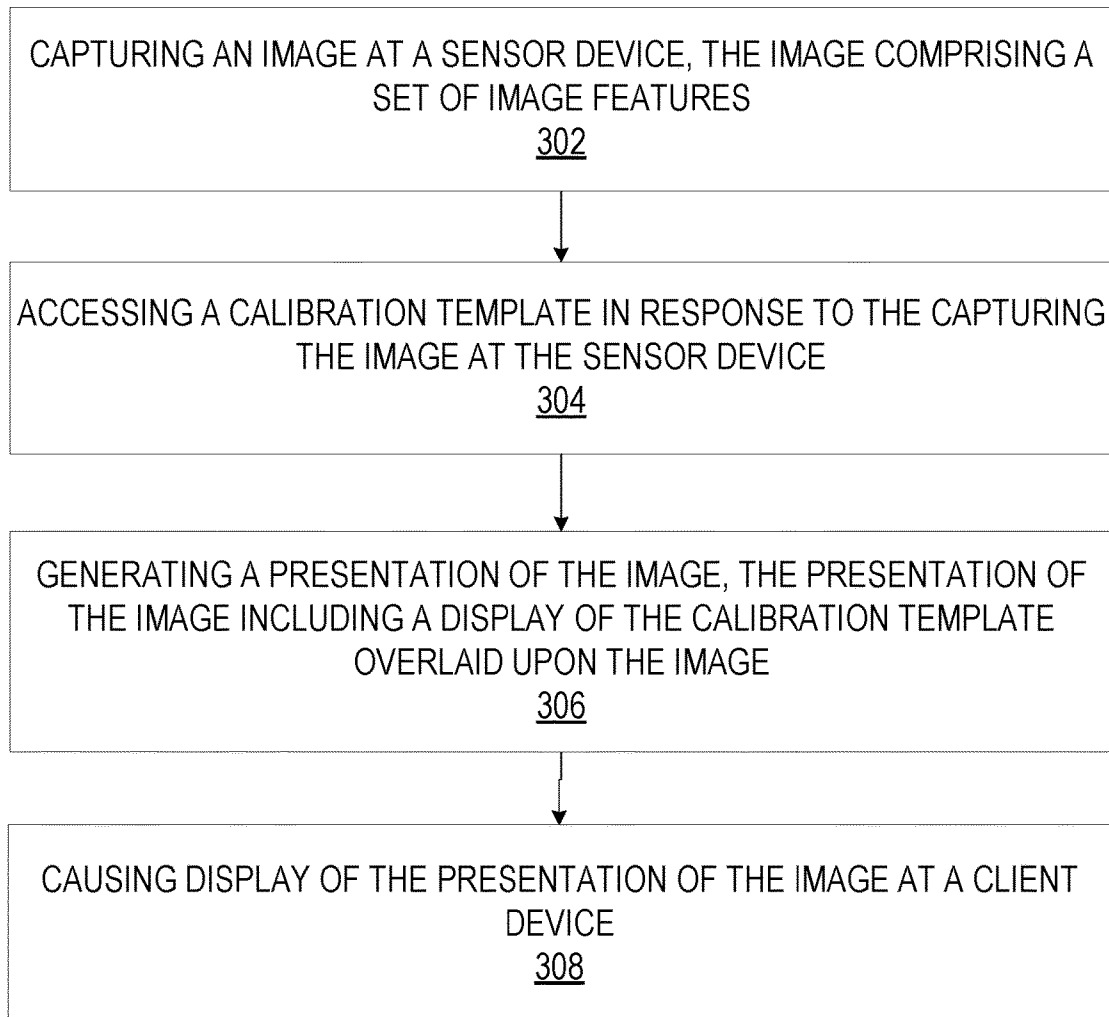 CAPTURING AN IMAGE AT A SENSOR DEVICE, THE IMAGE COMPRISING A
SET OF IMAGE FEATURES
302
ACCESSING A CALIBRATION TEMPLATE IN RESPONSE TO THE CAPTURING
THE IMAGE AT THE SENSOR DEVICE
304
GENERATING A PRESENTATION OF THE IMAGE, THE PRESENTATION OF
THE IMAGE INCLUDING A DISPLAY OF THE CALIBRATION TEMPLATE
OVERLAID UPON THE IMAGE
306
CAUSING DISPLAY OF THE PRESENTATION OF THE IMAGE AT A CLIENT
DEVICE
308